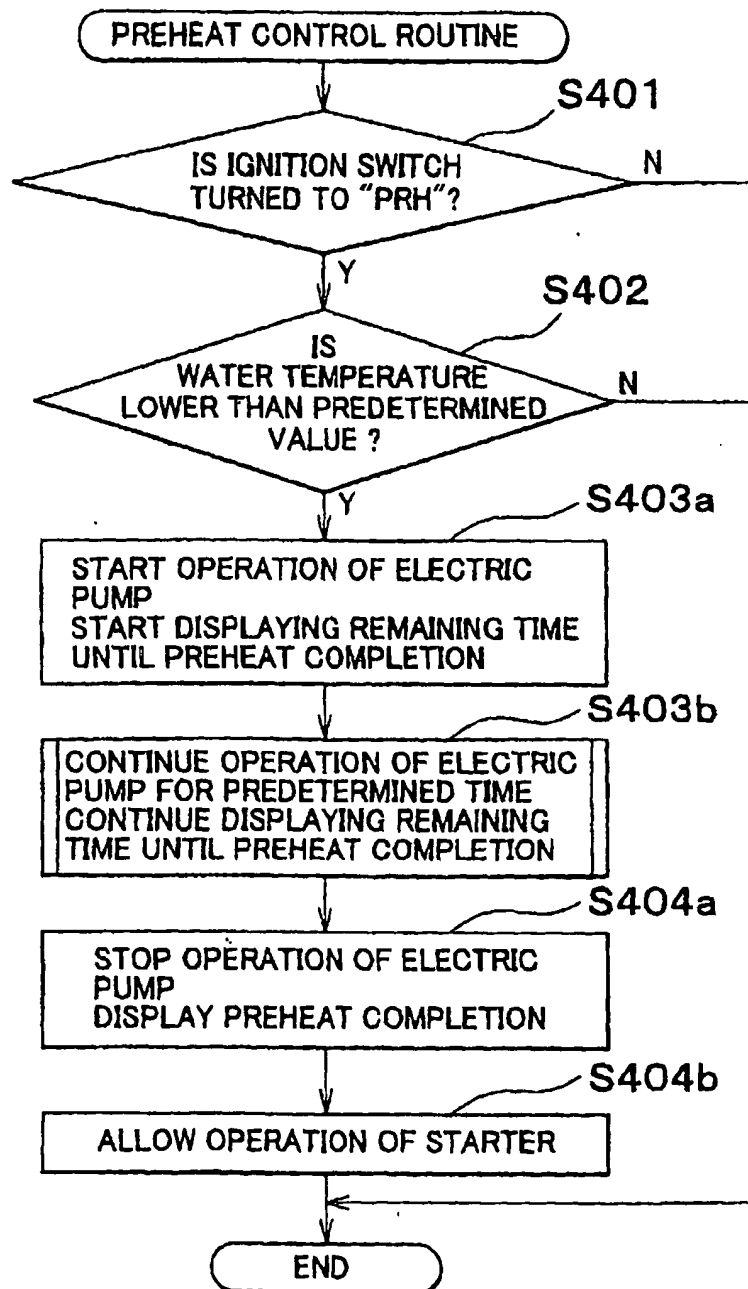 PREHEAT CONTROL ROUTINE
S401
IS IGNITION SWITCH
TURNED TO "PRH"?
N
Y
S402
IS
WATER TEMPERATURE
LOWER THAN PREDETERMINED
VALUE ?
N
Y
S403a
START OPERATION OF ELECTRIC
PUMP
START DISPLAYING REMAINING TIME
UNTIL PREHEAT COMPLETION
S403b
CONTINUE OPERATION OF ELECTRIC
PUMP FOR PREDETERMINED TIME
CONTINUE DISPLAYING REMAINING
TIME UNTIL PREHEAT COMPLETION
S404a
STOP OPERATION OF ELECTRIC
PUMP
DISPLAY PREHEAT COMPLETION
S404b
ALLOW OPERATION OF STARTER
END